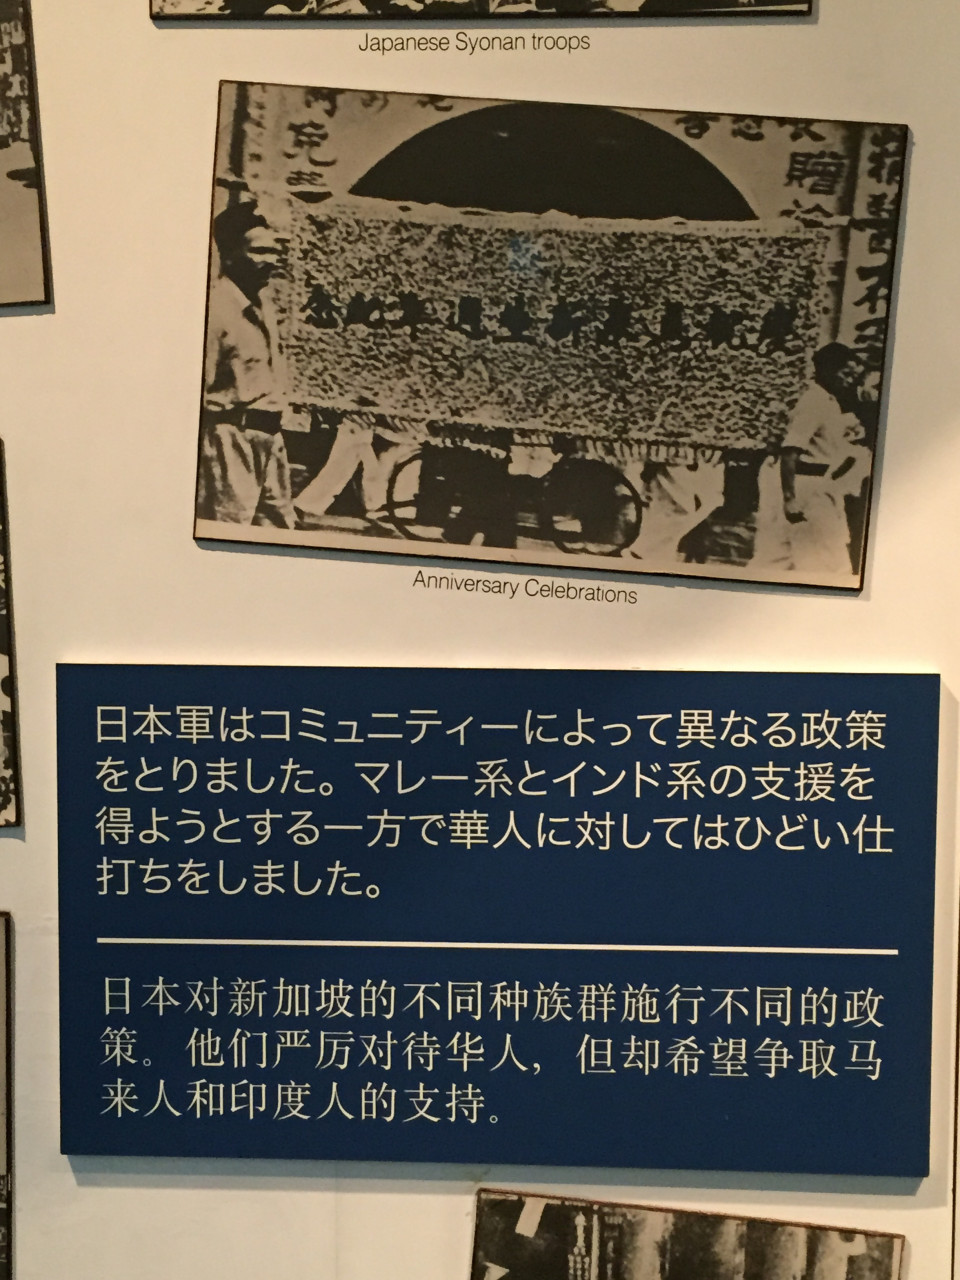 Japanese Syonan troops
Anniversary Celebrations
日本軍はコミュニティーによって異なる政策
をとりました。マレー系とインド系の支援を
得ようとする一方で華人に対してはひどい仕
打ちをしました。
日本对新加坡的不同种族群施行不同的政
策。他们严厉对待华人，但却希望争取马
来人和印度人的支持。